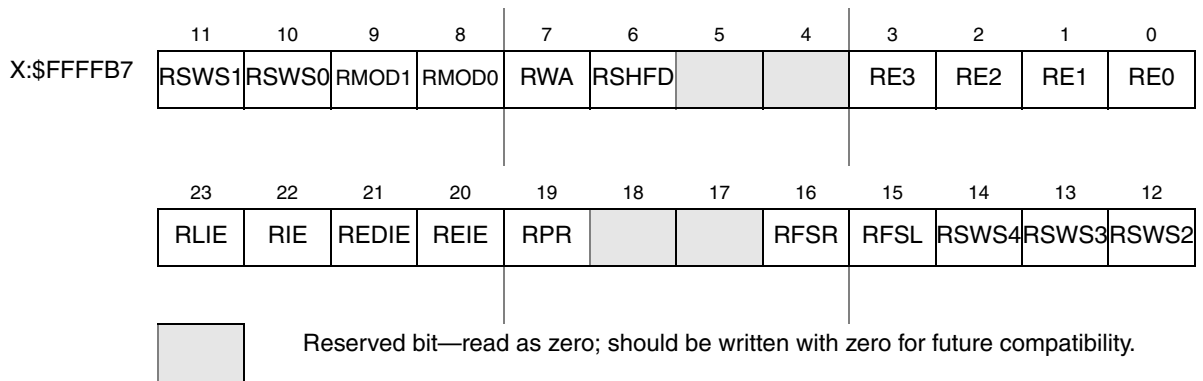 11 10 9 8 7 6 5 4 3 2 1 0
X:$FFFFB7 RSWS1 RSWS0 RMOD1 RMOD0 RWA RSHFD RE3 RE2 RE1 RE0
23 22 21 20 19 18 17 16 15 14 13 12
RLIE RIE REDIE REIE RPR RFSR RFSL RSWS4 RSWS3 RSWS2
Reserved bit—read as zero; should be written with zero for future compatibility.